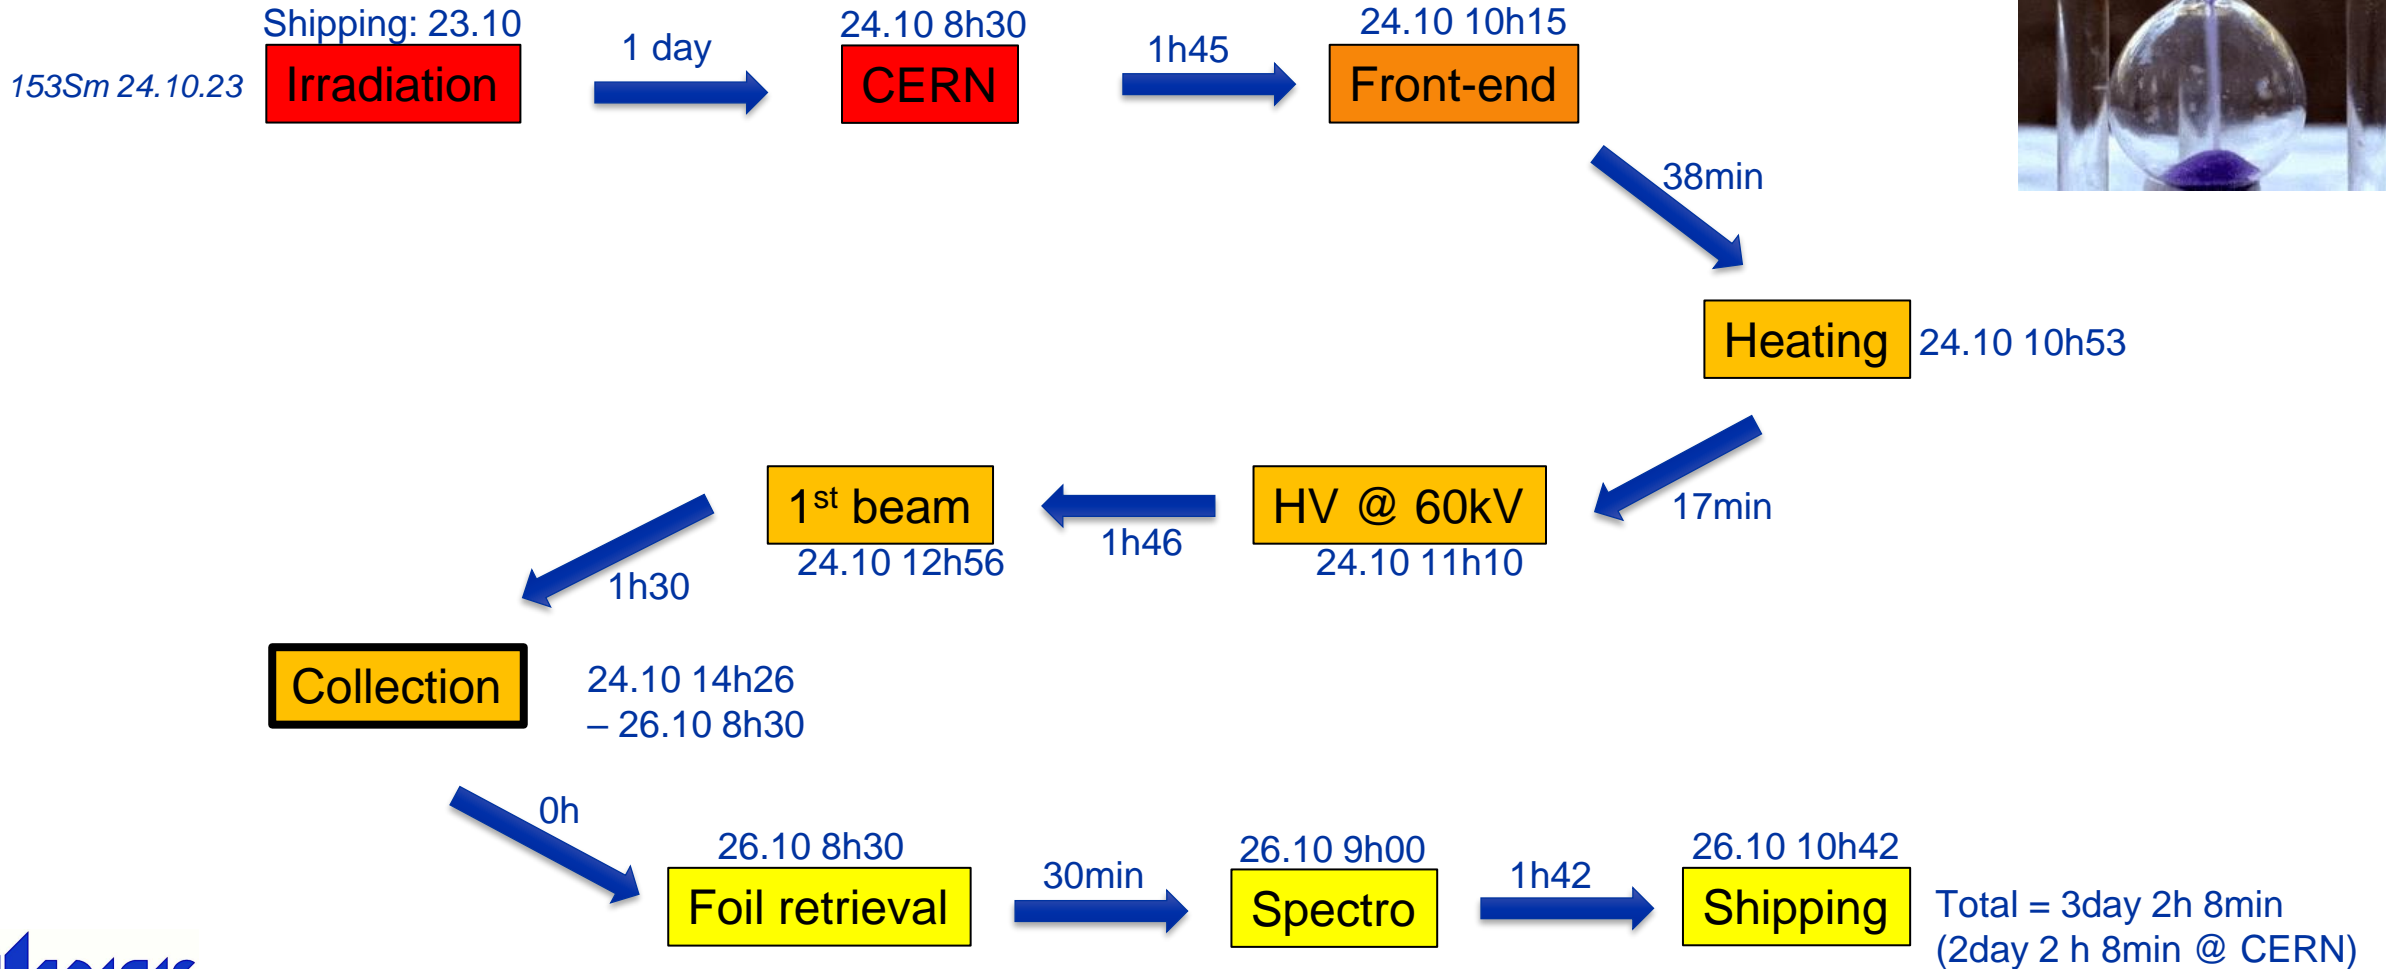 Shipping: 23.10
153Sm 24.10.23
Irradiation
1 day
24.10 8h30
CERN
1h45
24.10 10h15
Front-end
38min
Heating
24.10 10h53
17min
HV @ 60kV
24.10 11h10
1h46
1st beam
24.10 12h56
1h30
Collection
24.10 14h26
– 26.10 8h30
0h
26.10 8h30
Foil retrieval
30min
26.10 9h00
Spectro
1h42
26.10 10h42
Shipping
Total = 3day 2h 8min
(2day 2 h 8min @ CERN)